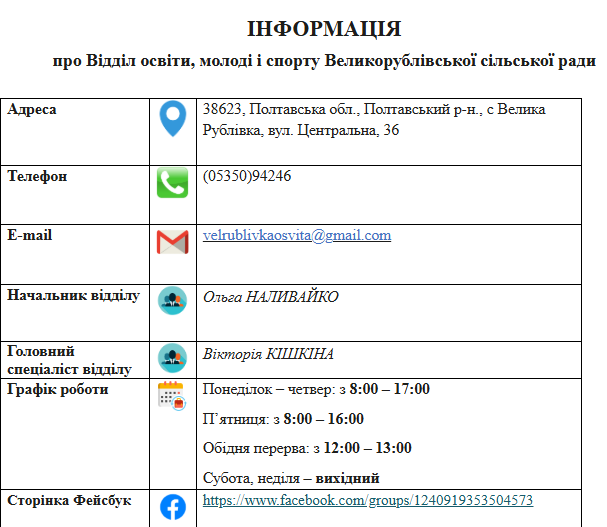 ІНФОРМАЦІЯ
про Відділ освіти, молоді і спорту Великорублівської сільської ради
Адреса
38623, Полтавська обл., Полтавський р-н., с Велика
Рублівка, вул. Центральна, 36
Телефон
(05350)94246
E-mail
velrublivkaosvita@gmail.com
Начальник відділу
Ольга НАЛИВАЙКО
Головний
спеціаліст відділу
Вікторія КІШКІНА
Графік роботи
Понеділок – четвер: з 8:00 – 17:00
П’ятниця: з 8:00 – 16:00
Обідня перерва: з 12:00 – 13:00
Субота, неділя – вихідний
Сторінка Фейсбук
https://www.facebook.com/groups/1240919353504573